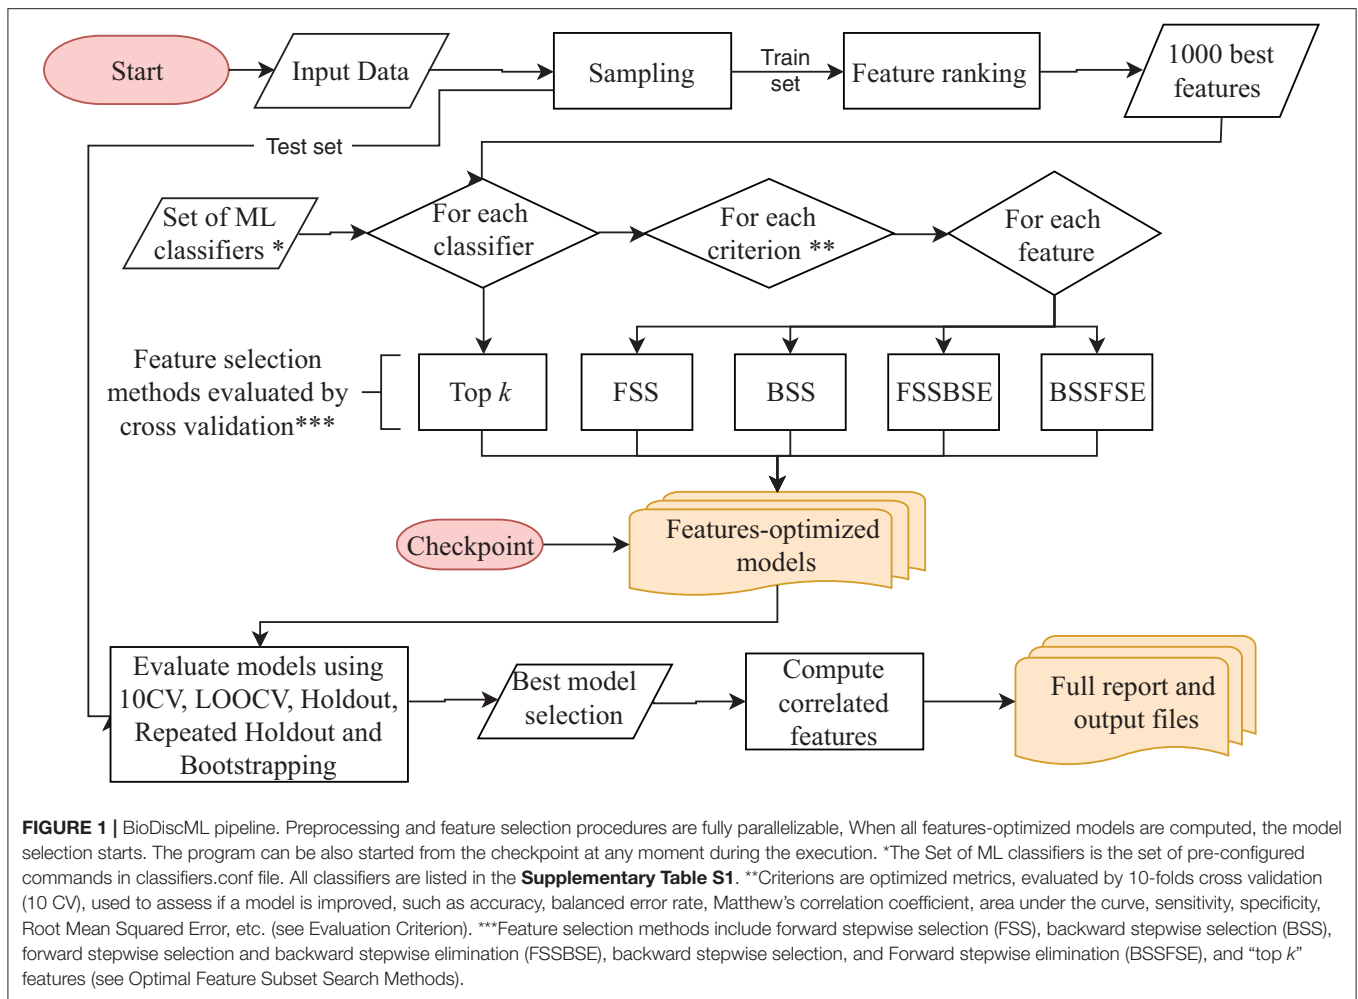 Start
Input Data
Sampling
Train
set
Feature ranking
1000 best
features
Test set
Set of ML
classifiers *
For each
classifier
For each
criterion **
For each
feature
Feature selection
methods evaluated by
cross validation***
Top k
FSS
BSS
FSSBSE
BSSFSE
Checkpoint
Features-optimized
models
Evaluate models using
10CV, LOOCV, Holdout,
Repeated Holdout and
Bootstrapping
Best model
selection
Compute
correlated
features
Full report and
output files
FIGURE 1 | BioDiscML pipeline. Preprocessing and feature selection procedures are fully parallelizable, When all features-optimized models are computed, the model
selection starts. The program can be also started from the checkpoint at any moment during the execution. *The Set of ML classifiers is the set of pre-configured
commands in classifiers.conf file. All classifiers are listed in the Supplementary Table S1. **Criterions are optimized metrics, evaluated by 10-folds cross validation
(10 CV), used to assess if a model is improved, such as accuracy, balanced error rate, Matthew's correlation coefficient, area under the curve, sensitivity, specificity,
Root Mean Squared Error, etc. (see Evaluation Criterion). ***Feature selection methods include forward stepwise selection (FSS), backward stepwise selection (BSS),
forward stepwise selection and backward stepwise elimination (FSSBSE), backward stepwise selection, and Forward stepwise elimination (BSSFSE), and "top k"
features (see Optimal Feature Subset Search Methods).